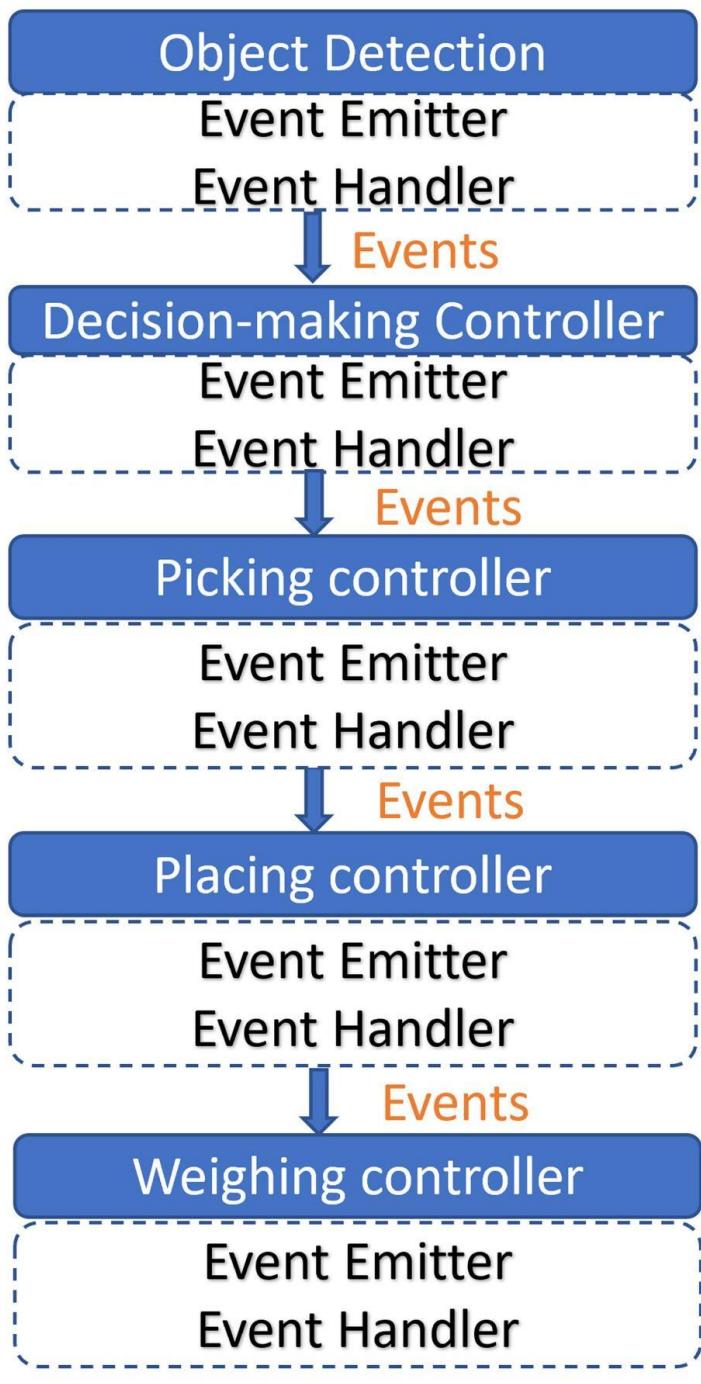 Object Detection
Event Emitter
Event Handler
Events
Decision-making Controller
Event Emitter
Event Handler
Events
Picking controller
Event Emitter
Event Handler
Events
Placing controller
Event Emitter
Event Handler
Events
Weighing controller
Event Emitter
Event Handler